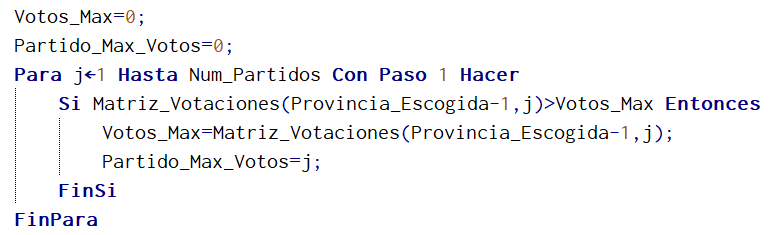 Votos_Max=0;
Partido_Max_Votos=0;
Para j←1 Hasta Num_Partidos Con Paso 1 Hacer
Si Matriz_Votaciones(Provincia_Escogida-1,j)>Votos_Max Entonces
Votos_Max=Matriz_Votaciones(Provincia_Escogida-1,j);
Partido_Max_Votos=j;
FinSi
FinPara